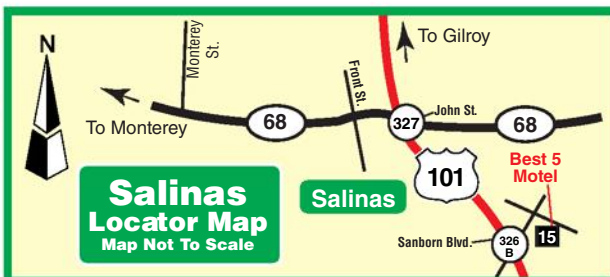 N
Monterey
St.
To Gilroy
Front St.
To Monterey
68
327
John St.
68
Salinas
Locator Map
Map Not To Scale
Salinas
101
Best 5
Motel
Sanborn Blvd.
326
B
15